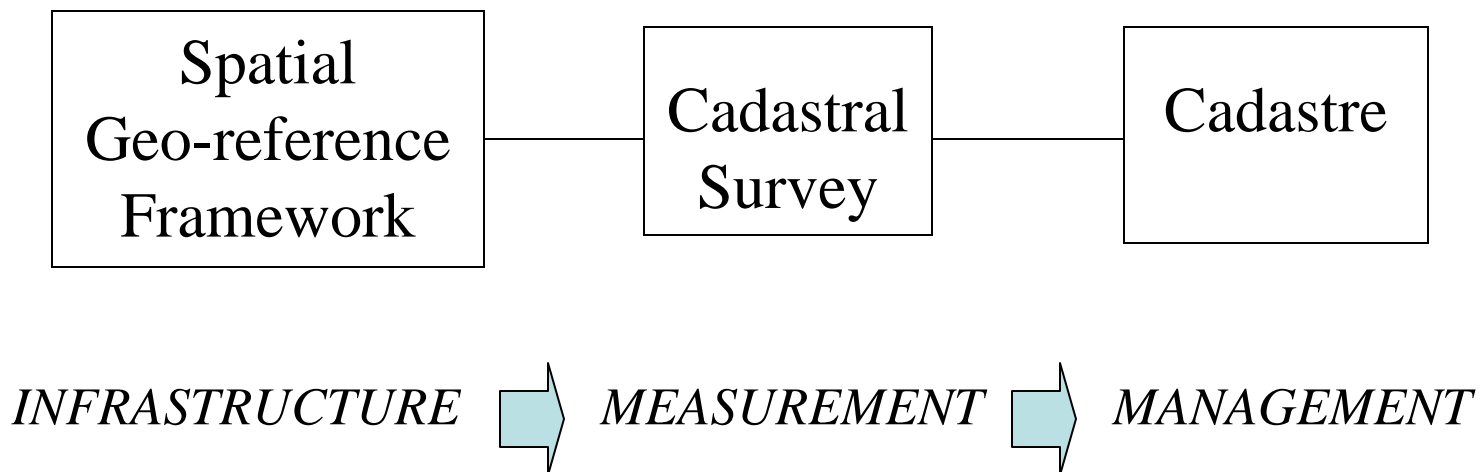 Spatial
Geo-reference
Framework
Cadastral
Survey
Cadastre
INFRASTRUCTURE
MEASUREMENT
MANAGEMENT